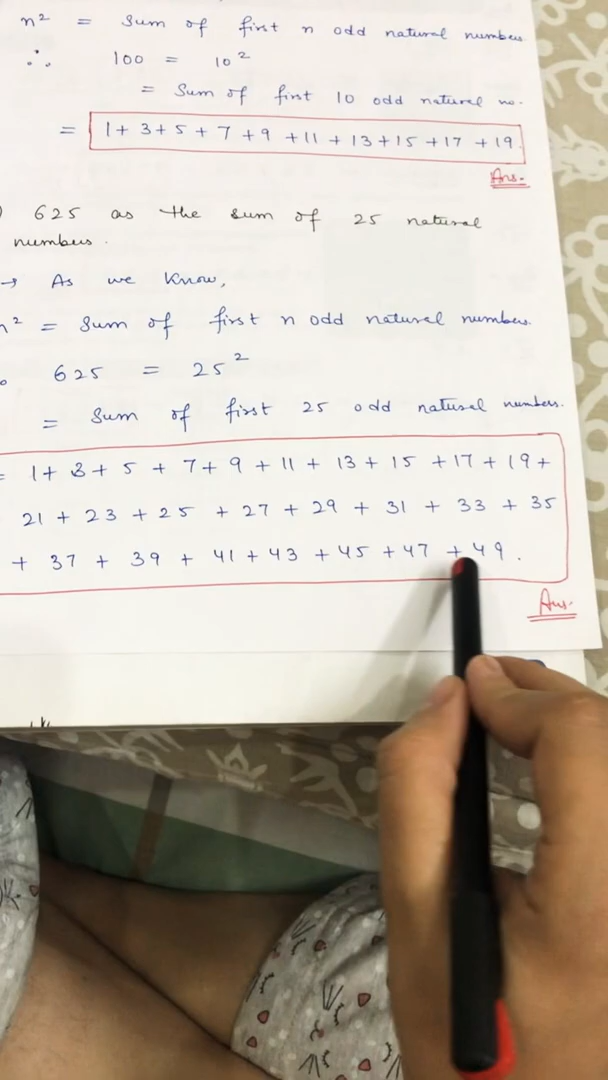 n² = Sum of first n odd natural numbers
∴ 100 = 10²
= Sum of first 10 odd natural no.
= 1 + 3 + 5 + 7 + 9 + 11 + 13 + 15 + 17 + 19.
Ans.
) 625 as the sum of 25 natural
numbers.
→ As we know,
n² = Sum of first n odd natural numbers.
625 = 25²
= Sum of first 25 odd natural numbers.
= 1 + 3 + 5 + 7 + 9 + 11 + 13 + 15 + 17 + 19 +
21 + 23 + 25 + 27 + 29 + 31 + 33 + 35
+ 37 + 39 + 41 + 43 + 45 + 47 + 49.
Ans.